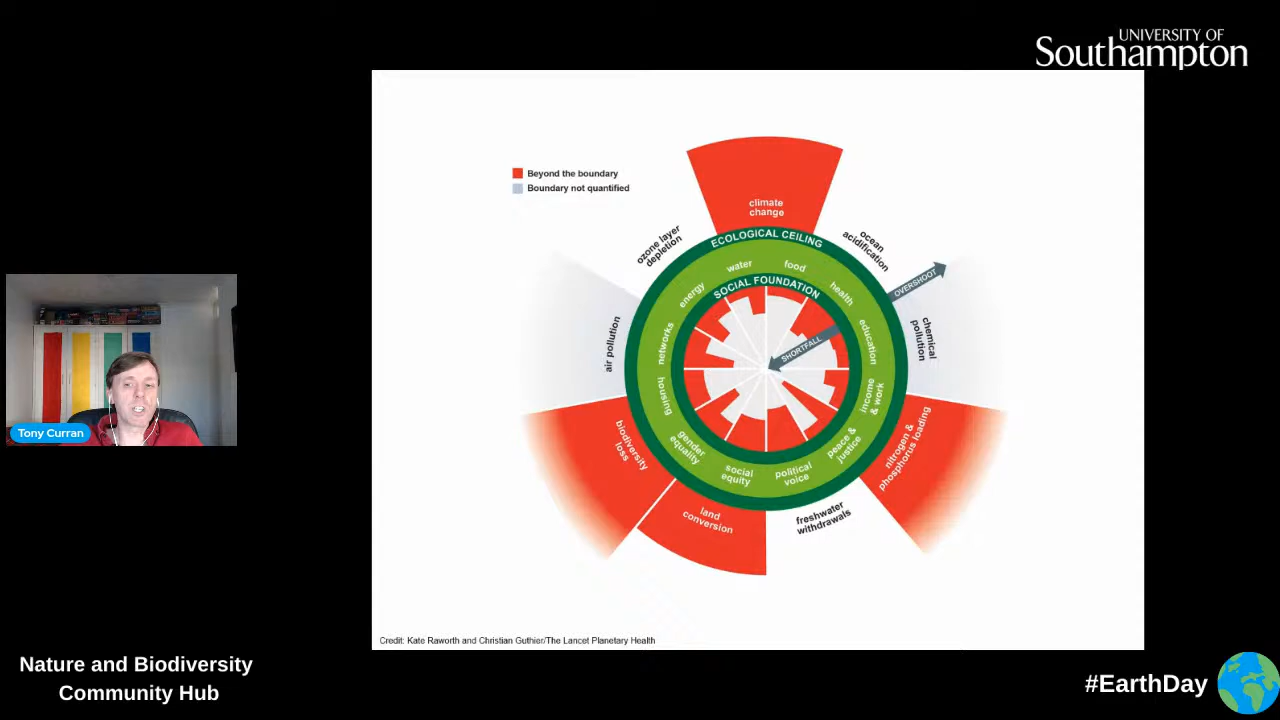 UNIVERSITY OF
Southampton
Beyond the boundary
Boundary not quantified
climate
change
ozone layer
depletion
ocean
acidification
ECOLOGICAL CEILING
water
food
energy
SOCIAL FOUNDATION
health
OVERSHOOT
networks
education
air pollution
chemical
pollution
SHORTFALL
housing
income
& work
biodiversity
loss
gender
equality
peace &
justice
nitrogen &
phosphorus loading
social
equity
political
voice
land
conversion
freshwater
withdrawals
Tony Curran
Credit: Kate Raworth and Christian Guthier/The Lancet Planetary Health
Nature and Biodiversity
Community Hub
#EarthDay